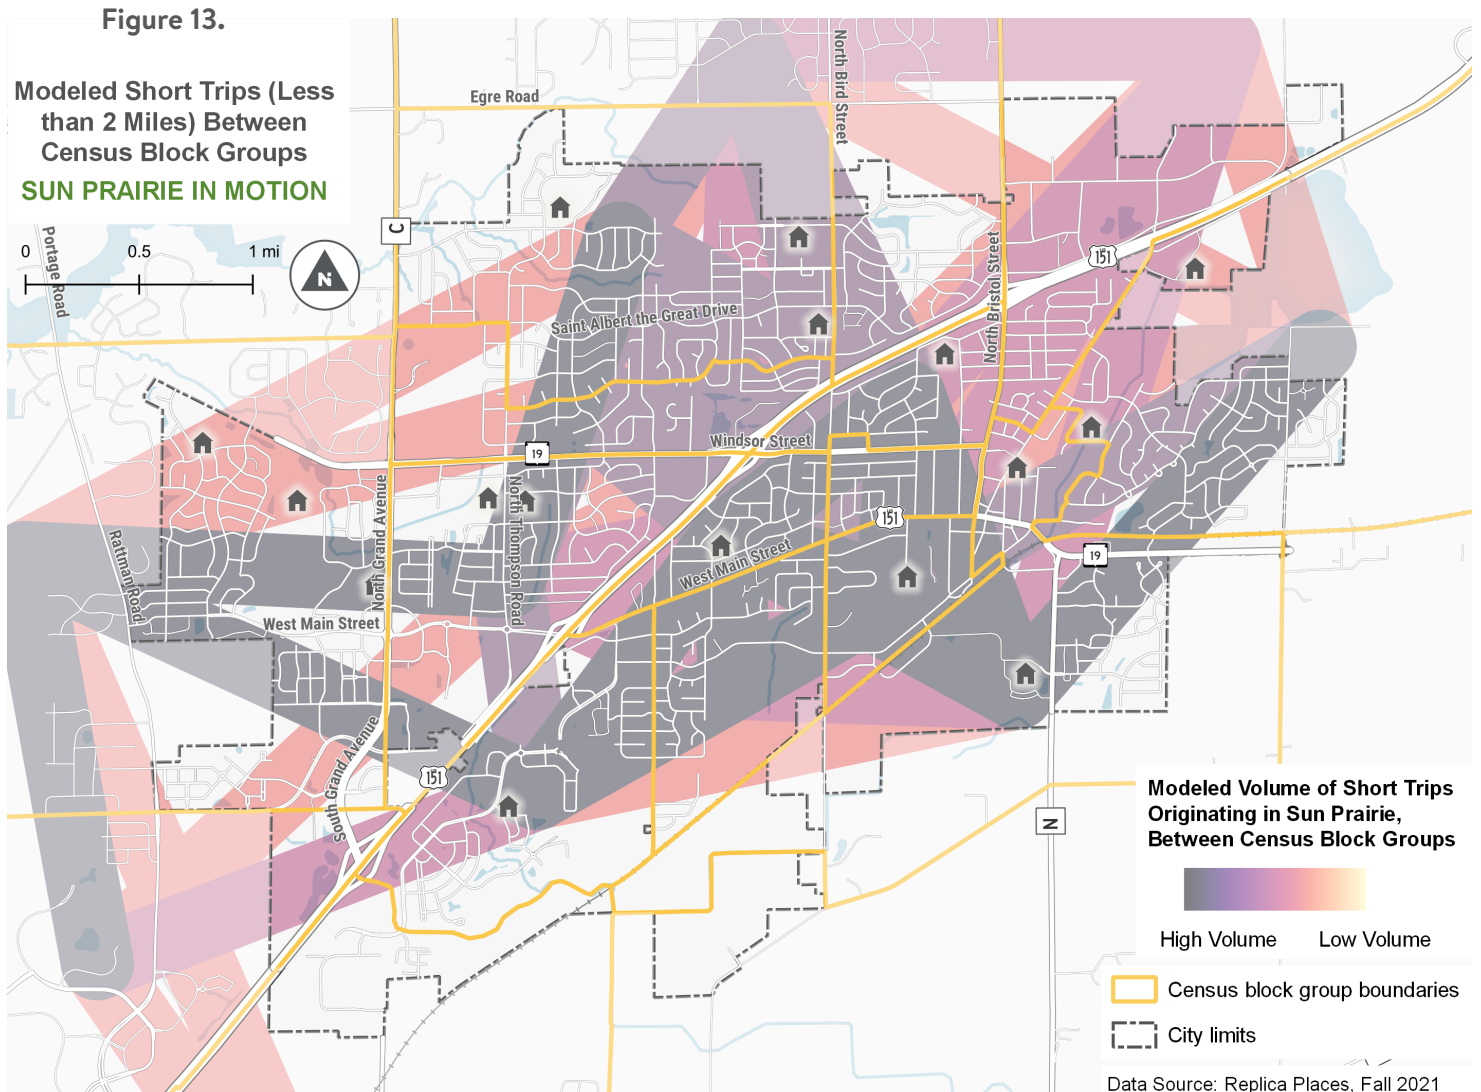 Figure 13.
Modeled Short Trips (Less
than 2 Miles) Between
Census Block Groups
SUN PRAIRIE IN MOTION
0 0.5 1 mi
N
Egre Road
North Bird Street
C
Portage Road
US 151
North Bristol Street
Saint Albert the Great Drive
Windsor Street
19
North Grand Avenue
North Thompson Road
US 151
West Main Street
19
Rattman Road
West Main Street
South Grand Avenue
US 151
N
Modeled Volume of Short Trips
Originating in Sun Prairie,
Between Census Block Groups
High Volume Low Volume
Census block group boundaries
City limits
Data Source: Replica Places, Fall 2021